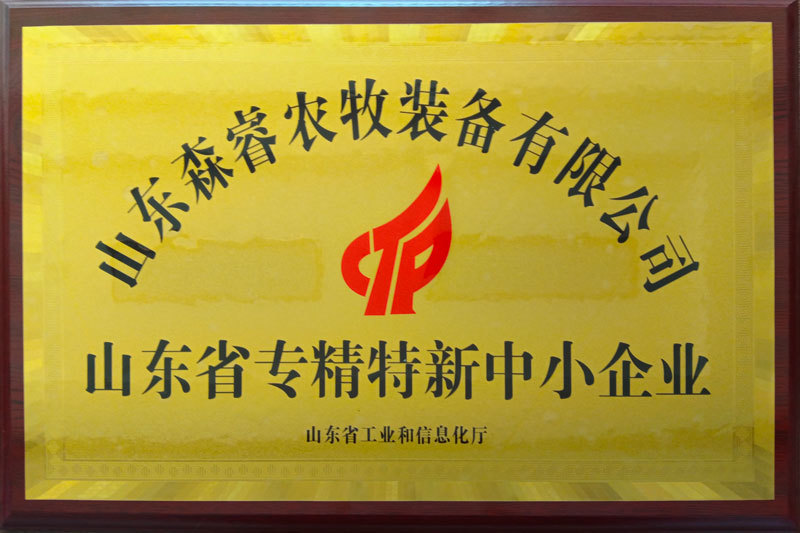 山东森睿农牧装备有限公司
CTP
山东省专精特新中小企业
山东省工业和信息化厅